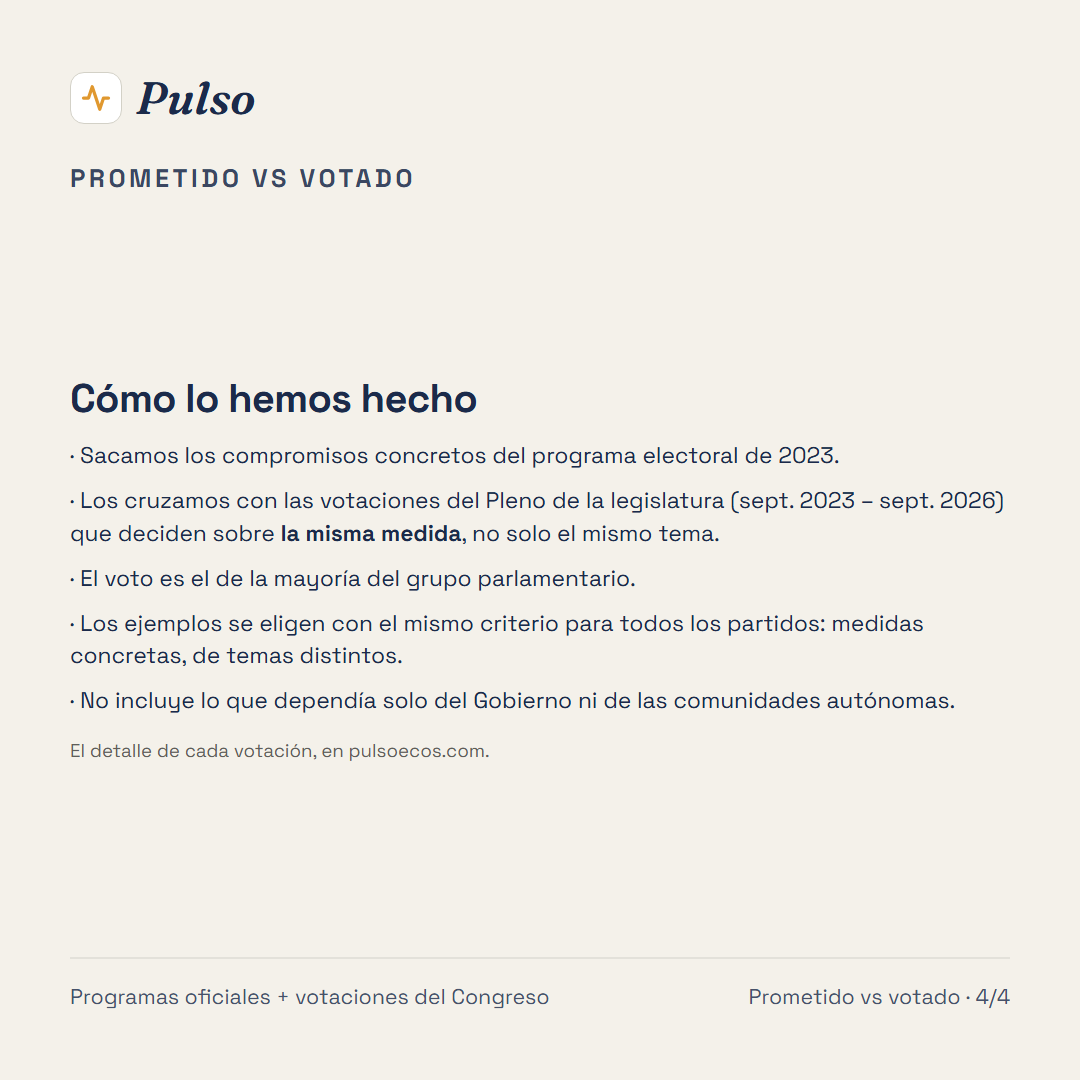 Pulso
PROMETIDO VS VOTADO
Cómo lo hemos hecho
· Sacamos los compromisos concretos del programa electoral de 2023.
· Los cruzamos con las votaciones del Pleno de la legislatura (sept. 2023 – sept. 2026)
que deciden sobre la misma medida, no solo el mismo tema.
· El voto es el de la mayoría del grupo parlamentario.
· Los ejemplos se eligen con el mismo criterio para todos los partidos: medidas
concretas, de temas distintos.
· No incluye lo que dependía solo del Gobierno ni de las comunidades autónomas.
El detalle de cada votación, en pulsoecos.com.
Programas oficiales + votaciones del Congreso
Prometido vs votado · 4/4